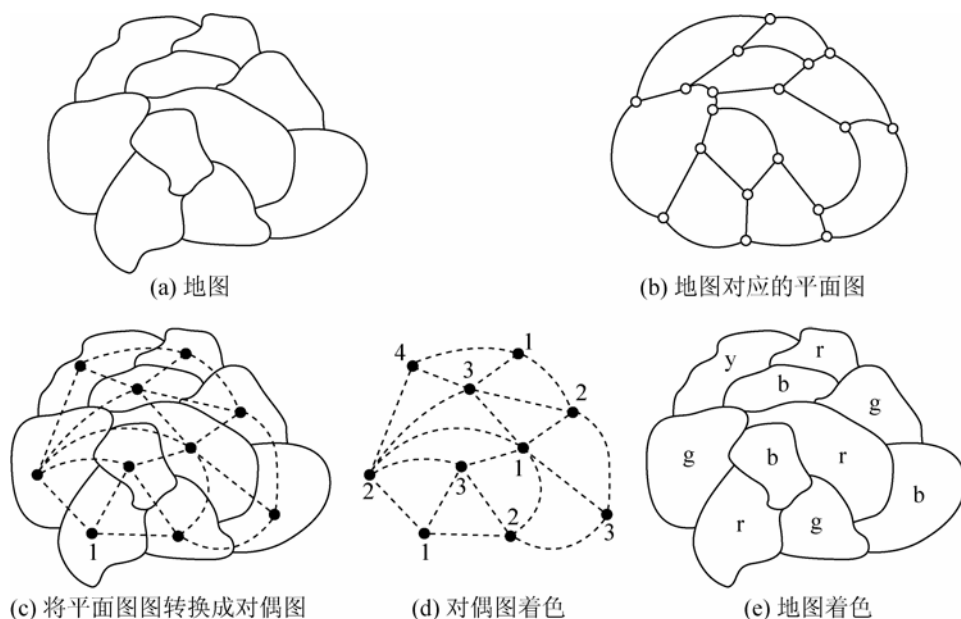 (a) 地图
(b) 地图对应的平面图
1
(c) 将平面图图转换成对偶图
4
1
3
2
1
2
3
2
3
1
(d) 对偶图着色
y
r
b
g
g
b
r
b
r
g
(e) 地图着色